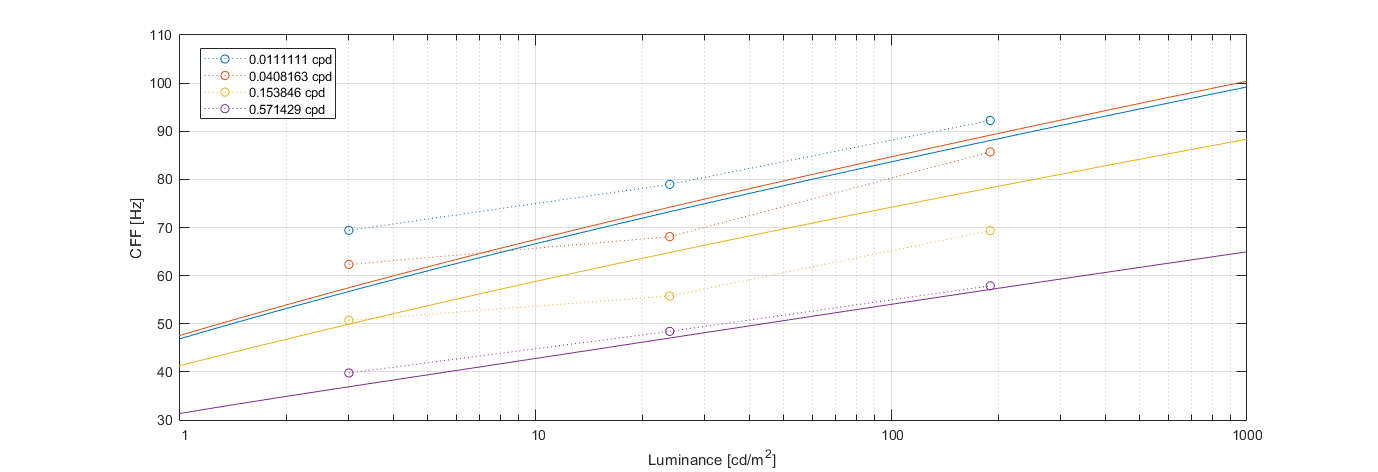 110
100
90
80
70
60
50
40
30
CFF [Hz]
0.0111111 cpd
0.0408163 cpd
0.153846 cpd
0.571429 cpd
1 10 100 1000
Luminance [cd/m²]